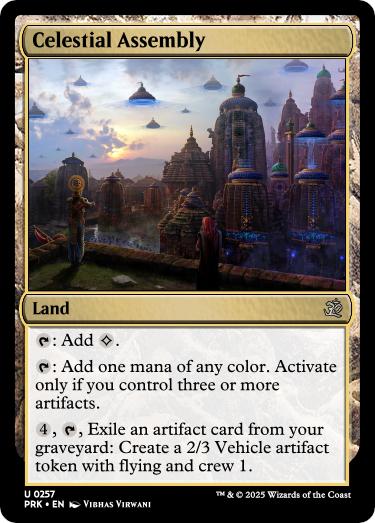 Celestial Assembly
Land
: Add .
: Add one mana of any color. Activate
only if you control three or more
artifacts.
4, , Exile an artifact card from your
graveyard: Create a 2/3 Vehicle artifact
token with flying and crew 1.
U 0257
PRK • EN VIBHAS VIRWANI
™ & © 2025 Wizards of the Coast